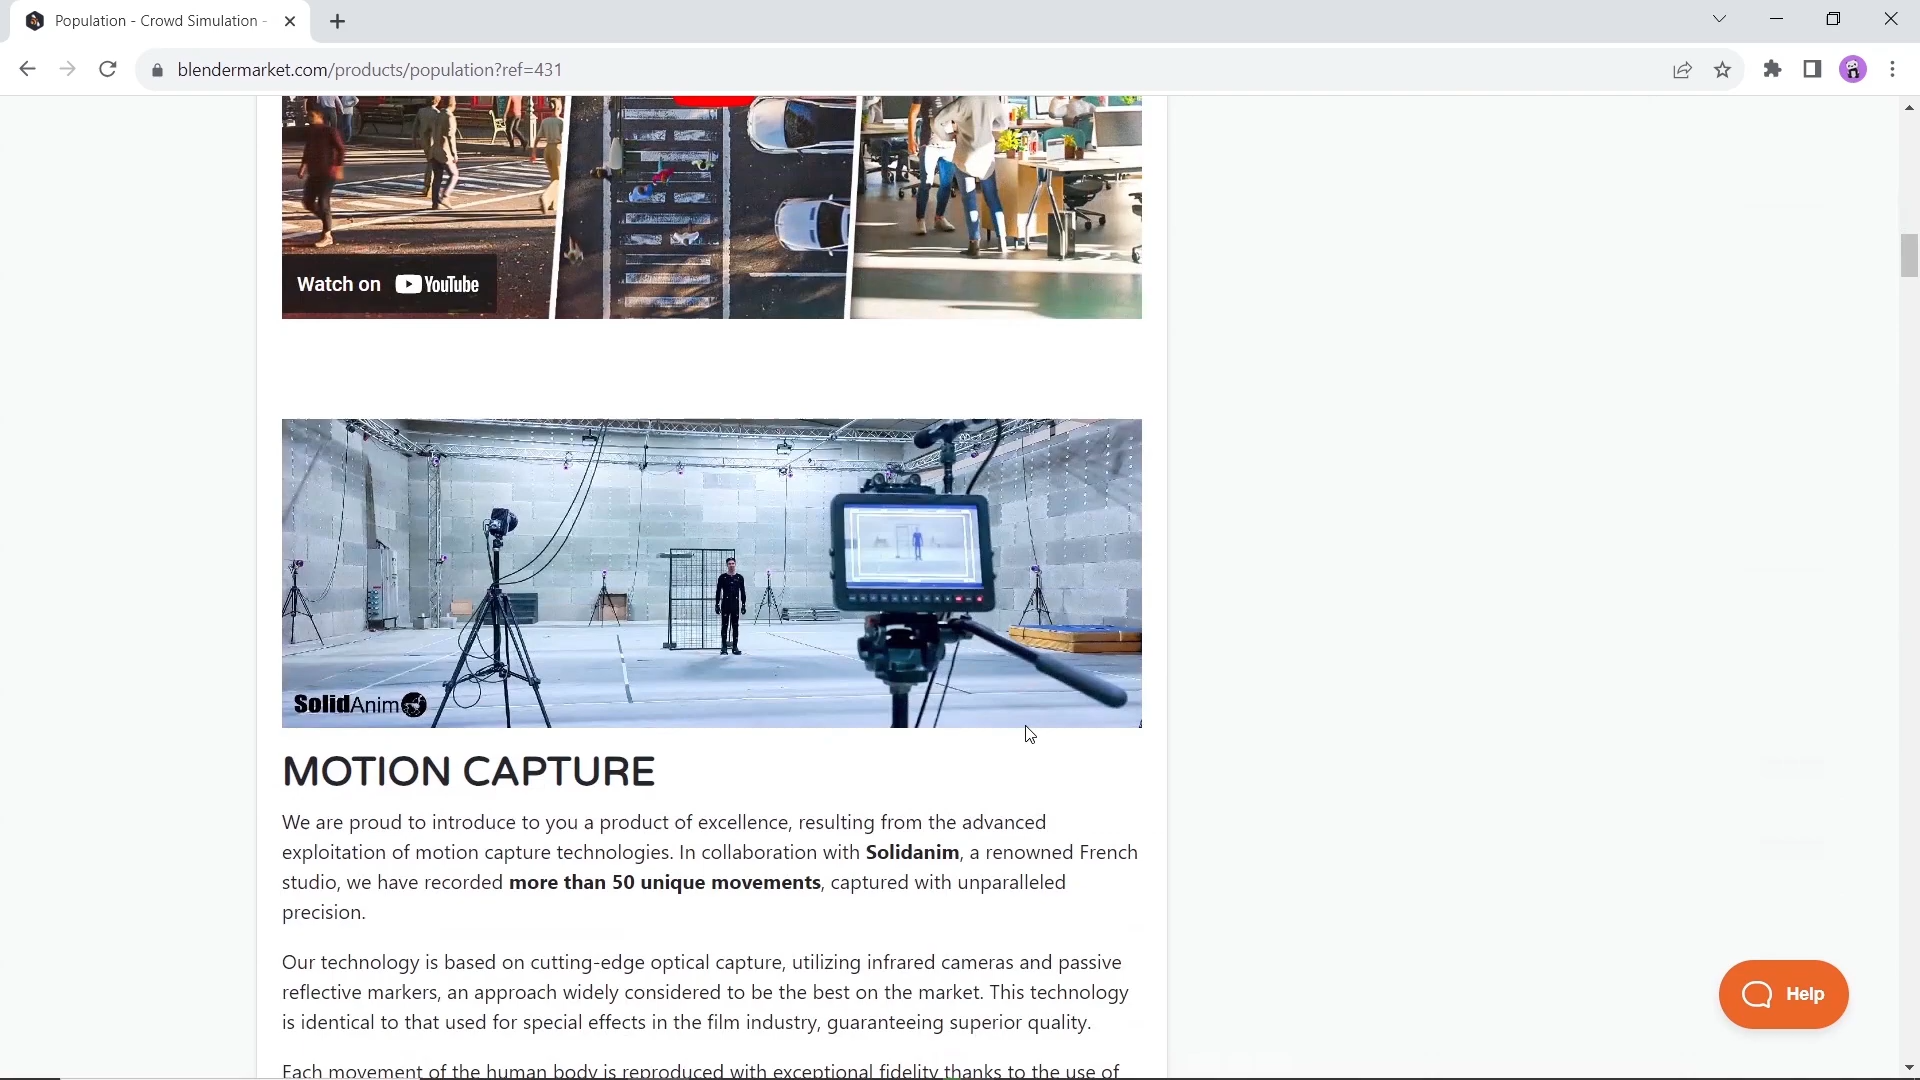 Population - Crowd Simulation -
blendermarket.com/products/population?ref=431
Watch on YouTube
SolidAnim
MOTION CAPTURE
We are proud to introduce to you a product of excellence, resulting from the advanced
exploitation of motion capture technologies. In collaboration with Solidanim, a renowned French
studio, we have recorded more than 50 unique movements, captured with unparalleled
precision.
Our technology is based on cutting-edge optical capture, utilizing infrared cameras and passive
reflective markers, an approach widely considered to be the best on the market. This technology
is identical to that used for special effects in the film industry, guaranteeing superior quality.
Each movement of the human body is reproduced with exceptional fidelity thanks to the use of
Help